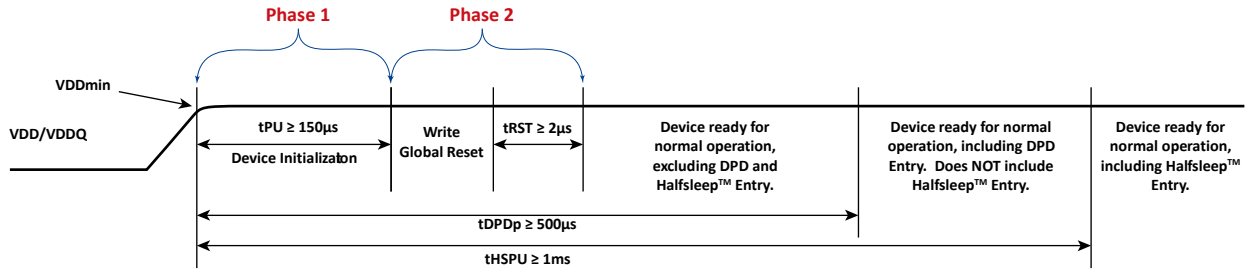 Phase 1
Phase 2
VDDmin
VDD/VDDQ
tPU ≥ 150µs
Device Initializaton
Write
Global Reset
tRST ≥ 2µs
Device ready for
normal operation,
excluding DPD and
Halfsleep™ Entry.
Device ready for normal
operation, including DPD
Entry. Does NOT include
Halfsleep™ Entry.
Device ready for
normal operation,
including Halfsleep™
Entry.
tDPDp ≥ 500µs
tHSPU ≥ 1ms